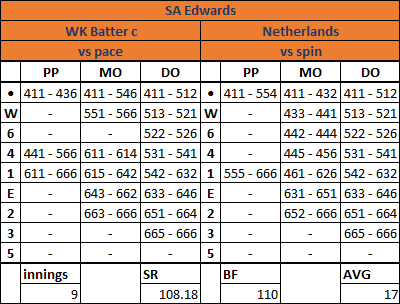 SA Edwards
WK Batter c Netherlands
vs pace vs spin
PP MO DO PP MO DO
• 411 - 436 411 - 546 411 - 512 • 411 - 554 411 - 432 411 - 512
W - 551 - 566 513 - 521 W - 433 - 441 513 - 521
6 - - 522 - 526 6 - 442 - 444 522 - 526
4 441 - 566 611 - 614 531 - 541 4 - 445 - 456 531 - 541
1 611 - 666 615 - 642 542 - 632 1 555 - 666 461 - 626 542 - 632
E - 643 - 662 633 - 646 E - 631 - 651 633 - 646
2 - 663 - 666 651 - 664 2 - 652 - 666 651 - 664
3 - - 665 - 666 3 - - 665 - 666
5 - - - 5 - - -
innings SR BF AVG
9 108.18 110 17